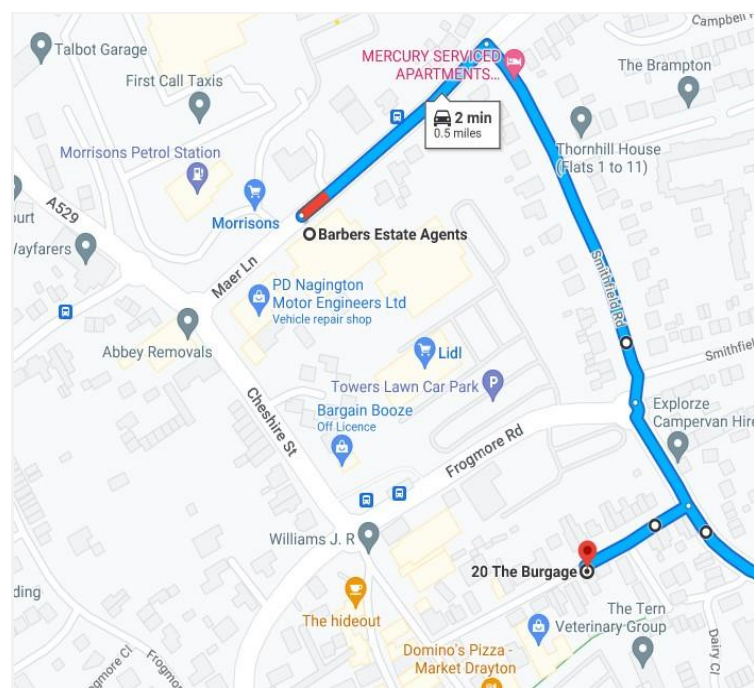 Campbell
Talbot Garage
MERCURY SERVICED
APARTMENTS...
The Brampton
First Call Taxis
2 min
0.5 miles
Thornhill House
(Flats 1 to 11)
Morrisons Petrol Station
A529
Morrisons
ourt
Wayfarers
Barbers Estate Agents
Maer Ln
Smithfield Rd
PD Nagington
Motor Engineers Ltd
Vehicle repair shop
Abbey Removals
Lidl
Smithfield
Towers Lawn Car Park
P
Cheshire St
Bargain Booze
Off Licence
Explorze
Campervan Hire
Frogmore Rd
Williams J. R
20 The Burgage
The hideout
The Tern
Veterinary Group
ding
Domino's Pizza -
Market Drayton
Dairy Cl
ogmore Cl
Frogmo